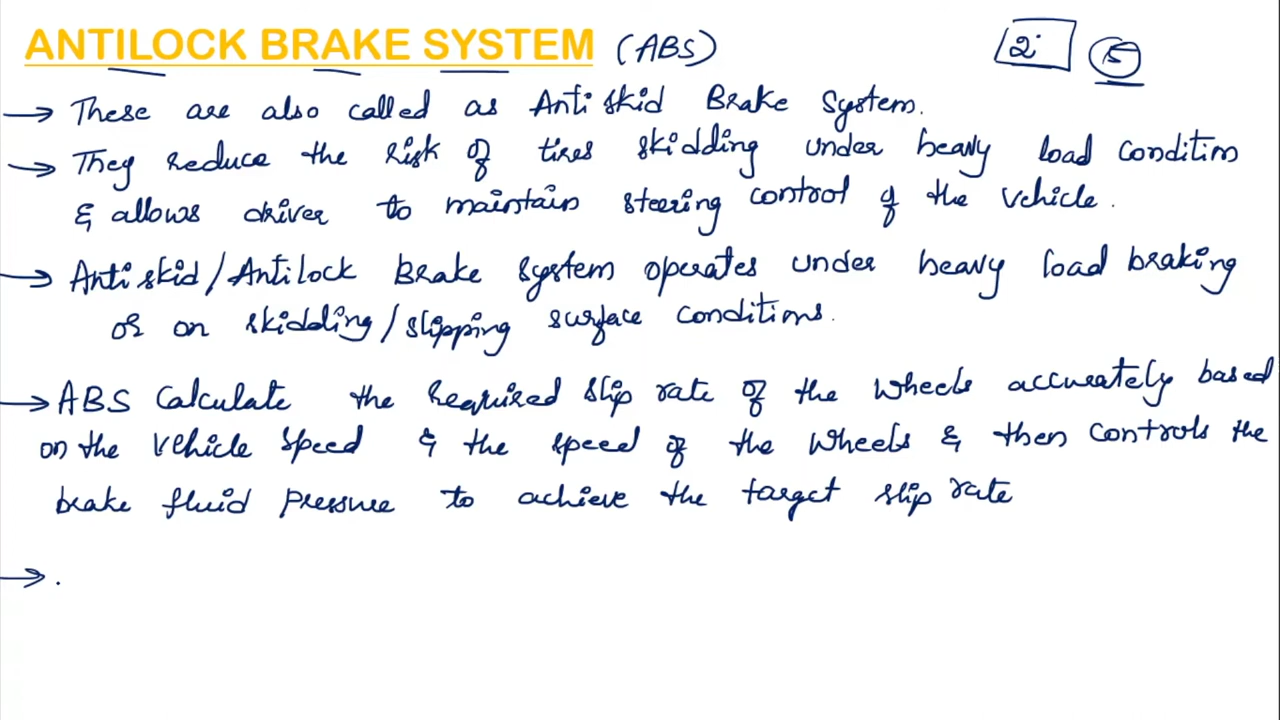 ANTILOCK BRAKE SYSTEM (ABS)
2i 5
→ These are also called as Anti skid Brake System.
→ They reduce the risk of tires skidding under heavy load condition
& allows driver to maintain steering control of the vehicle.
→ Anti skid/Antilock Brake system operates under heavy load braking
or on skidding/slipping surface conditions.
→ ABS Calculate the required slip rate of the wheels accurately based
on the vehicle speed & the speed of the wheels & then controls the
brake fluid pressure to achieve the target slip rate
→ .